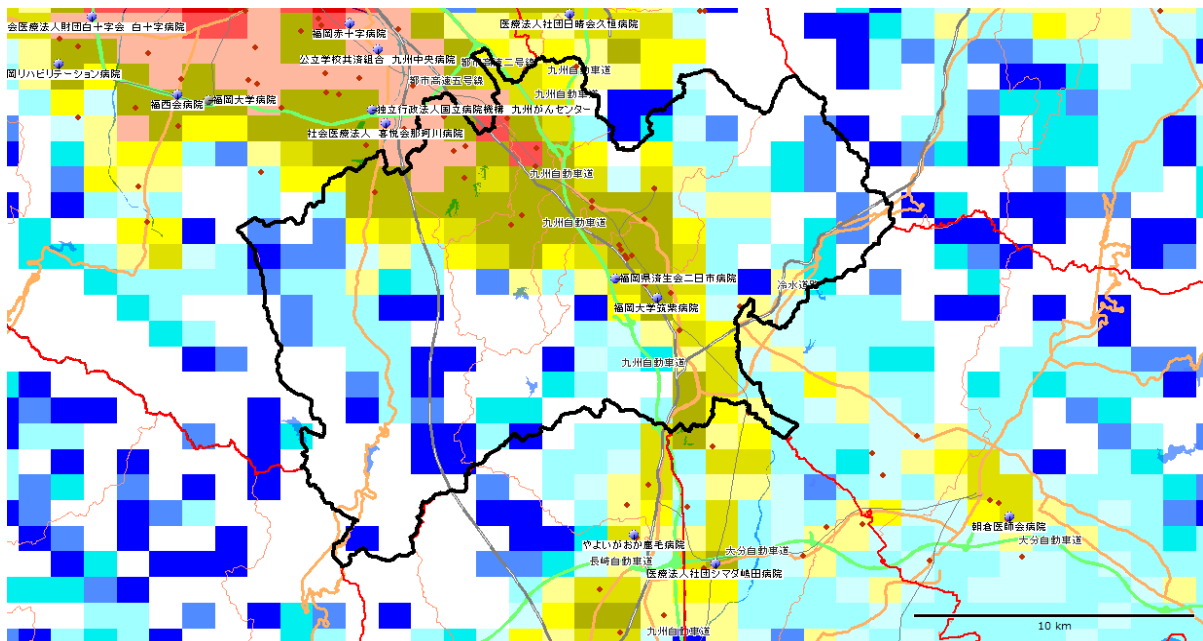 会医療法人財団白十字会 白十字病院
医療法人社団日晴会久恒病院
福岡赤十字病院
公立学校共済組合 九州中央病院
都市高速二号線
岡リハビリテーション病院
九州自動車道
都市高速五号線
福西会病院
福岡大学病院
九州自動車道
独立行政法人国立病院機構 九州がんセンター
社会医療法人 喜悦会那珂川病院
九州自動車道
九州自動車道
福岡県済生会二日市病院
冷水道路
福岡大学筑紫病院
九州自動車道
朝倉医師会病院
やよいがおか鹿毛病院
大分自動車道
大分自動車道
長崎自動車道
医療法人社団シマダ嶋田病院
10 km
九州自動車道